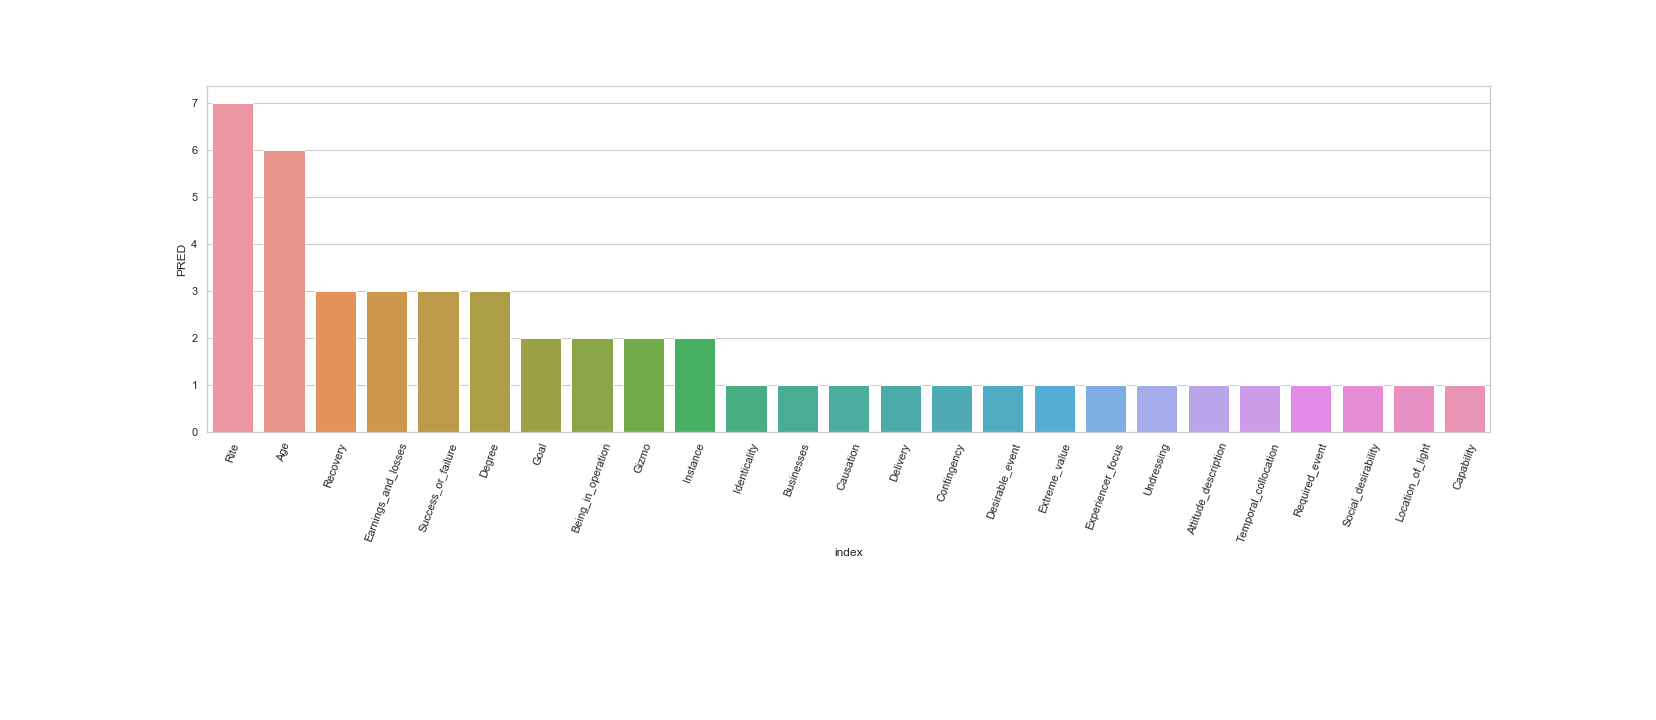 7
6
5
4
3
2
1
0
PRED
Rite
Age
Recovery
Earnings_and_losses
Success_or_failure
Degree
Goal
Being_in_operation
Gizmo
Instance
Identicality
Businesses
Causation
Delivery
Contingency
Desirable_event
Extreme_value
Experiencer_focus
Undressing
Attitude_description
Temporal_collocation
Required_event
Social_desirability
Location_of_light
Capability
index